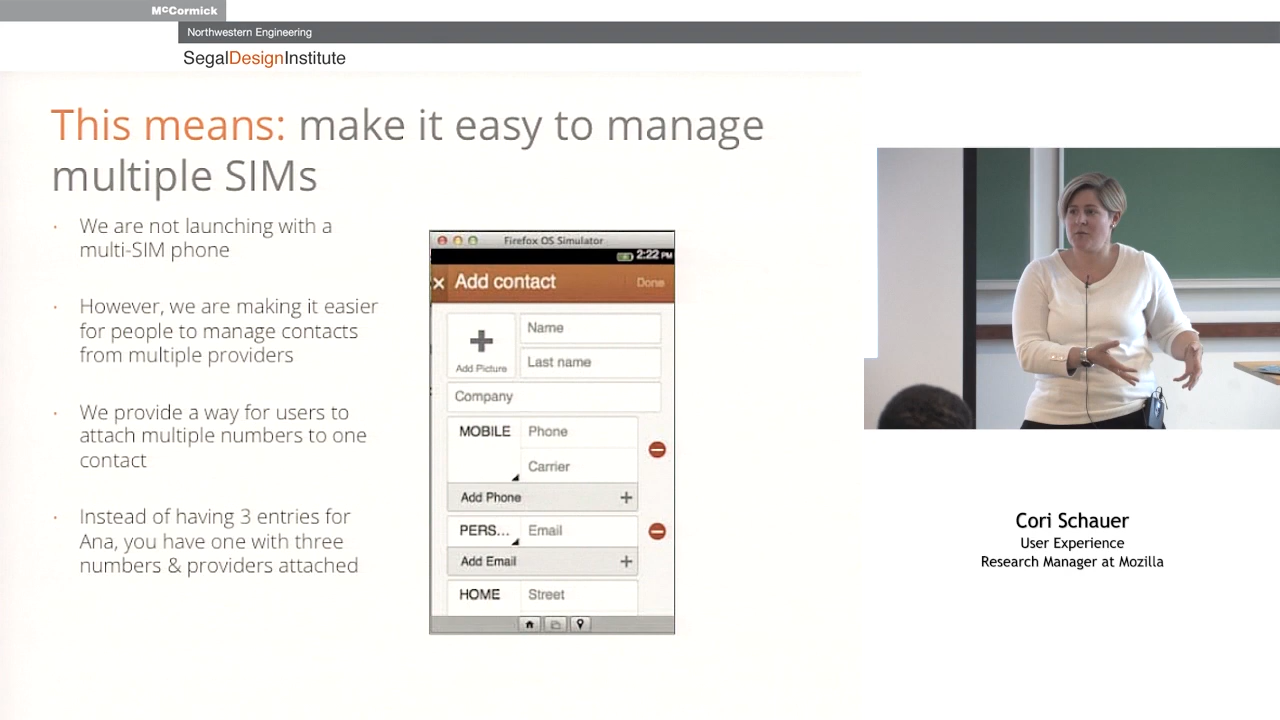 McCormick
Northwestern Engineering
SegalDesignInstitute
This means: make it easy to manage
multiple SIMs
· We are not launching with a
multi-SIM phone
· However, we are making it easier
for people to manage contacts
from multiple providers
· We provide a way for users to
attach multiple numbers to one
contact
· Instead of having 3 entries for
Ana, you have one with three
numbers & providers attached
Firefox OS Simulator
2:22 PM
× Add contact Done
+ Add Picture
Name
Last name
Company
MOBILE Phone
Carrier
Add Phone +
PERS... Email
Add Email +
HOME Street
Cori Schauer
User Experience
Research Manager at Mozilla